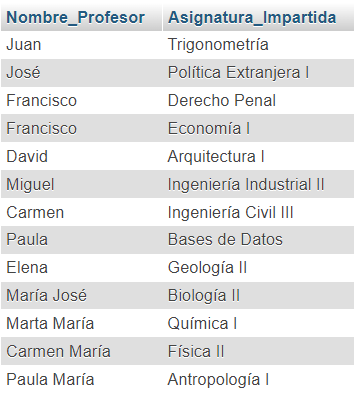 Nombre_Profesor Asignatura_Impartida
Juan Trigonometría
José Política Extranjera I
Francisco Derecho Penal
Francisco Economía I
David Arquitectura I
Miguel Ingeniería Industrial II
Carmen Ingeniería Civil III
Paula Bases de Datos
Elena Geología II
María José Biología II
Marta María Química I
Carmen María Física II
Paula María Antropología I